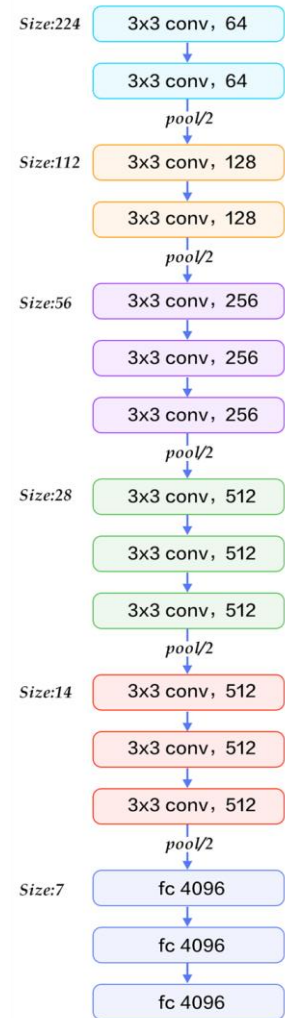 Size:224
3x3 conv，64
3x3 conv，64
pool/2
Size:112
3x3 conv，128
3x3 conv，128
pool/2
Size:56
3x3 conv，256
3x3 conv，256
3x3 conv，256
pool/2
Size:28
3x3 conv，512
3x3 conv，512
3x3 conv，512
pool/2
Size:14
3x3 conv，512
3x3 conv，512
3x3 conv，512
pool/2
Size:7
fc 4096
fc 4096
fc 4096